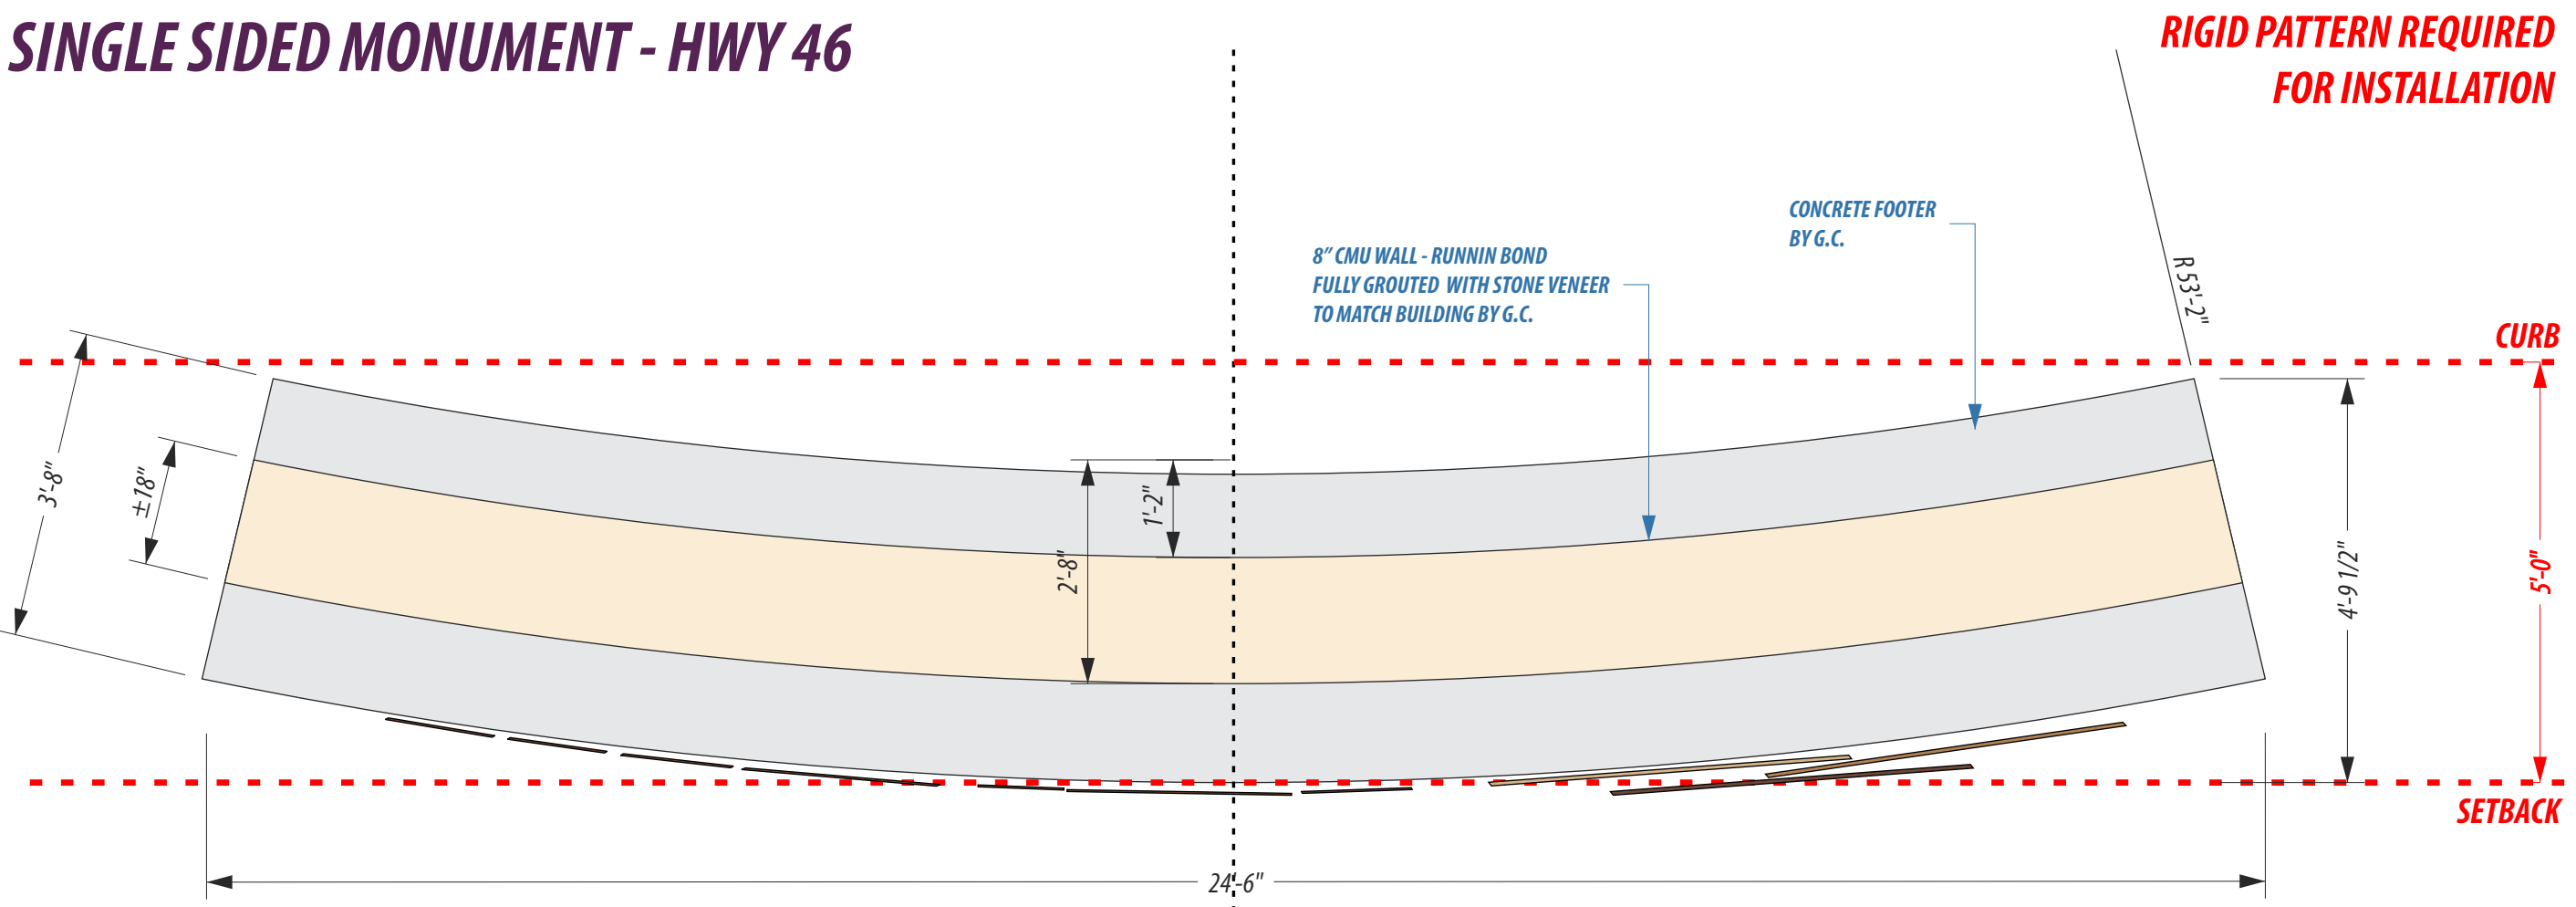 SINGLE SIDED MONUMENT - HWY 46
RIGID PATTERN REQUIRED
FOR INSTALLATION
CONCRETE FOOTER
BY G.C.
8" CMU WALL - RUNNIN BOND
FULLY GROUTED WITH STONE VENEER
TO MATCH BUILDING BY G.C.
R 53'-2"
CURB
3'-8"
±18"
1'-2"
2'-8"
4'-9 1/2"
5'-0"
SETBACK
24'-6"